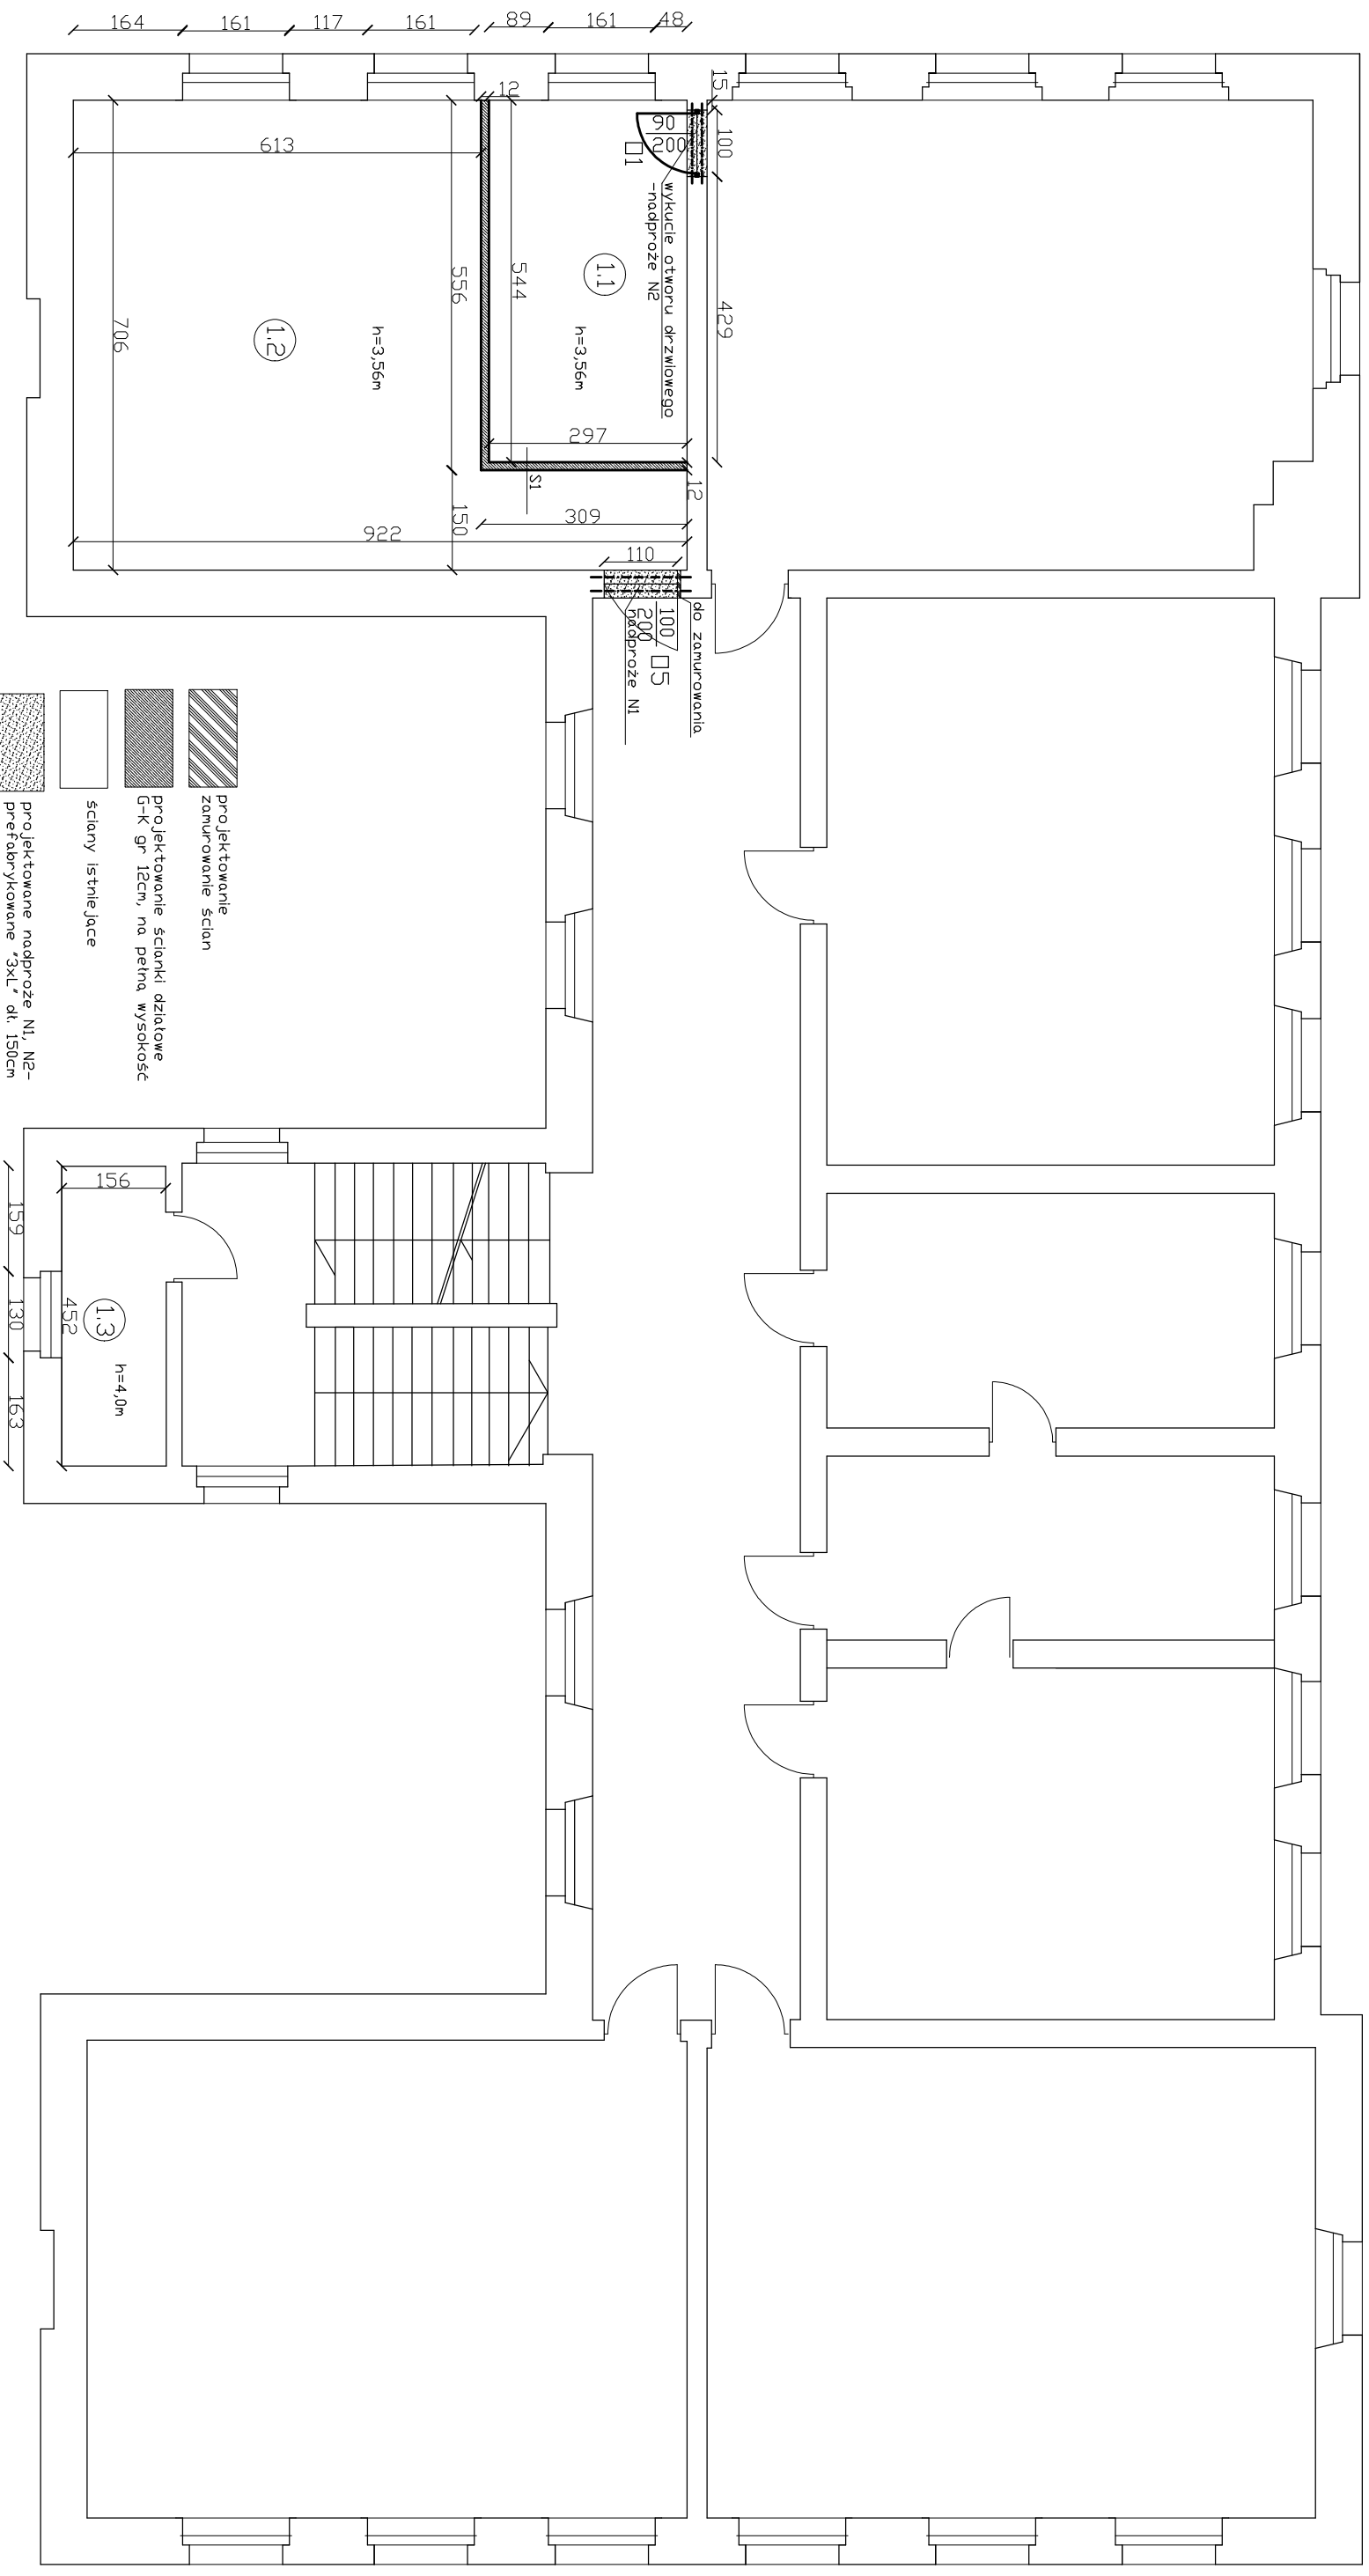 164
161
117
161
89
161
48
12
15
100
90
200
□1
613
556
544
429
706
1.1
1.2
h=3,56m
h=3,56m
wykucie otworu drzwiowego
-nadproże N2
297
S1
12
309
150
922
110
do zamurowania
100
200
□5
nadproże N1
projektowanie
zamurowanie ścian
projektowanie ścianki działowe
G-K gr 12cm, na pełną wysokość
ściany istniejące
projektowane nadproże N1, N2-
prefabrykowane "3xL" dł. 150cm
156
159
130
163
452
1.3
h=4,0m